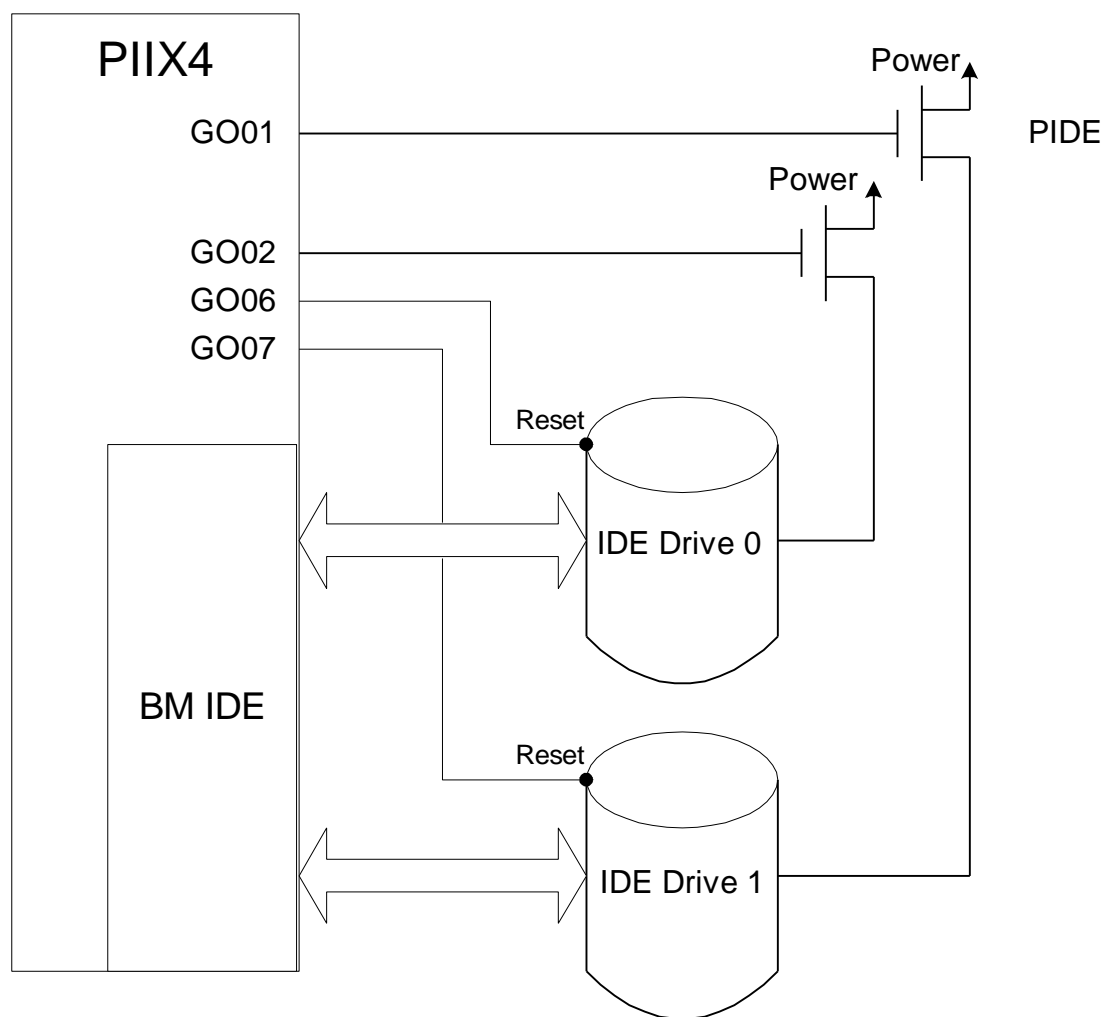 PIIX4
Power
GO01
PIDE
Power
GO02
GO06
GO07
Reset
IDE Drive 0
BM IDE
Reset
IDE Drive 1